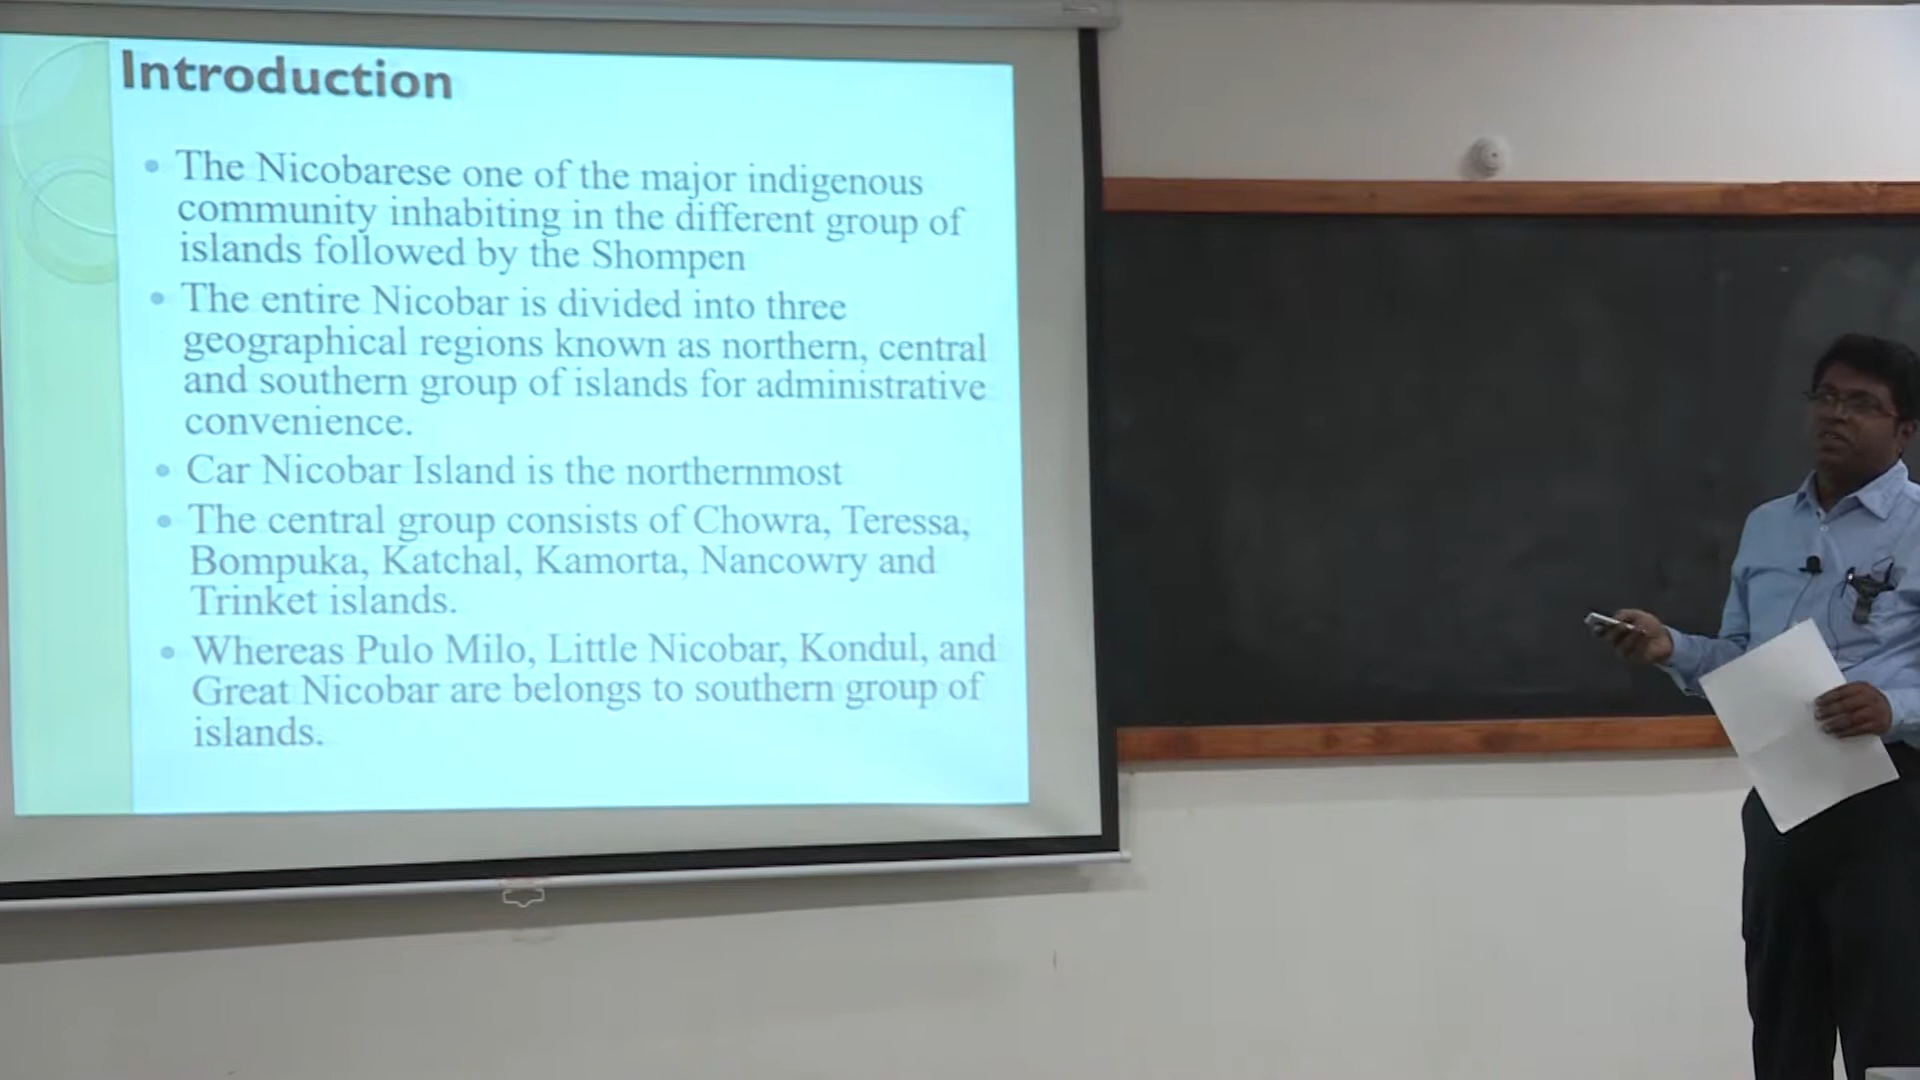 Introduction
The Nicobarese one of the major indigenous
community inhabiting in the different group of
islands followed by the Shompen
The entire Nicobar is divided into three
geographical regions known as northern, central
and southern group of islands for administrative
convenience.
Car Nicobar Island is the northernmost
The central group consists of Chowra, Teressa,
Bompuka, Katchal, Kamorta, Nancowry and
Trinket islands.
Whereas Pulo Milo, Little Nicobar, Kondul, and
Great Nicobar are belongs to southern group of
islands.